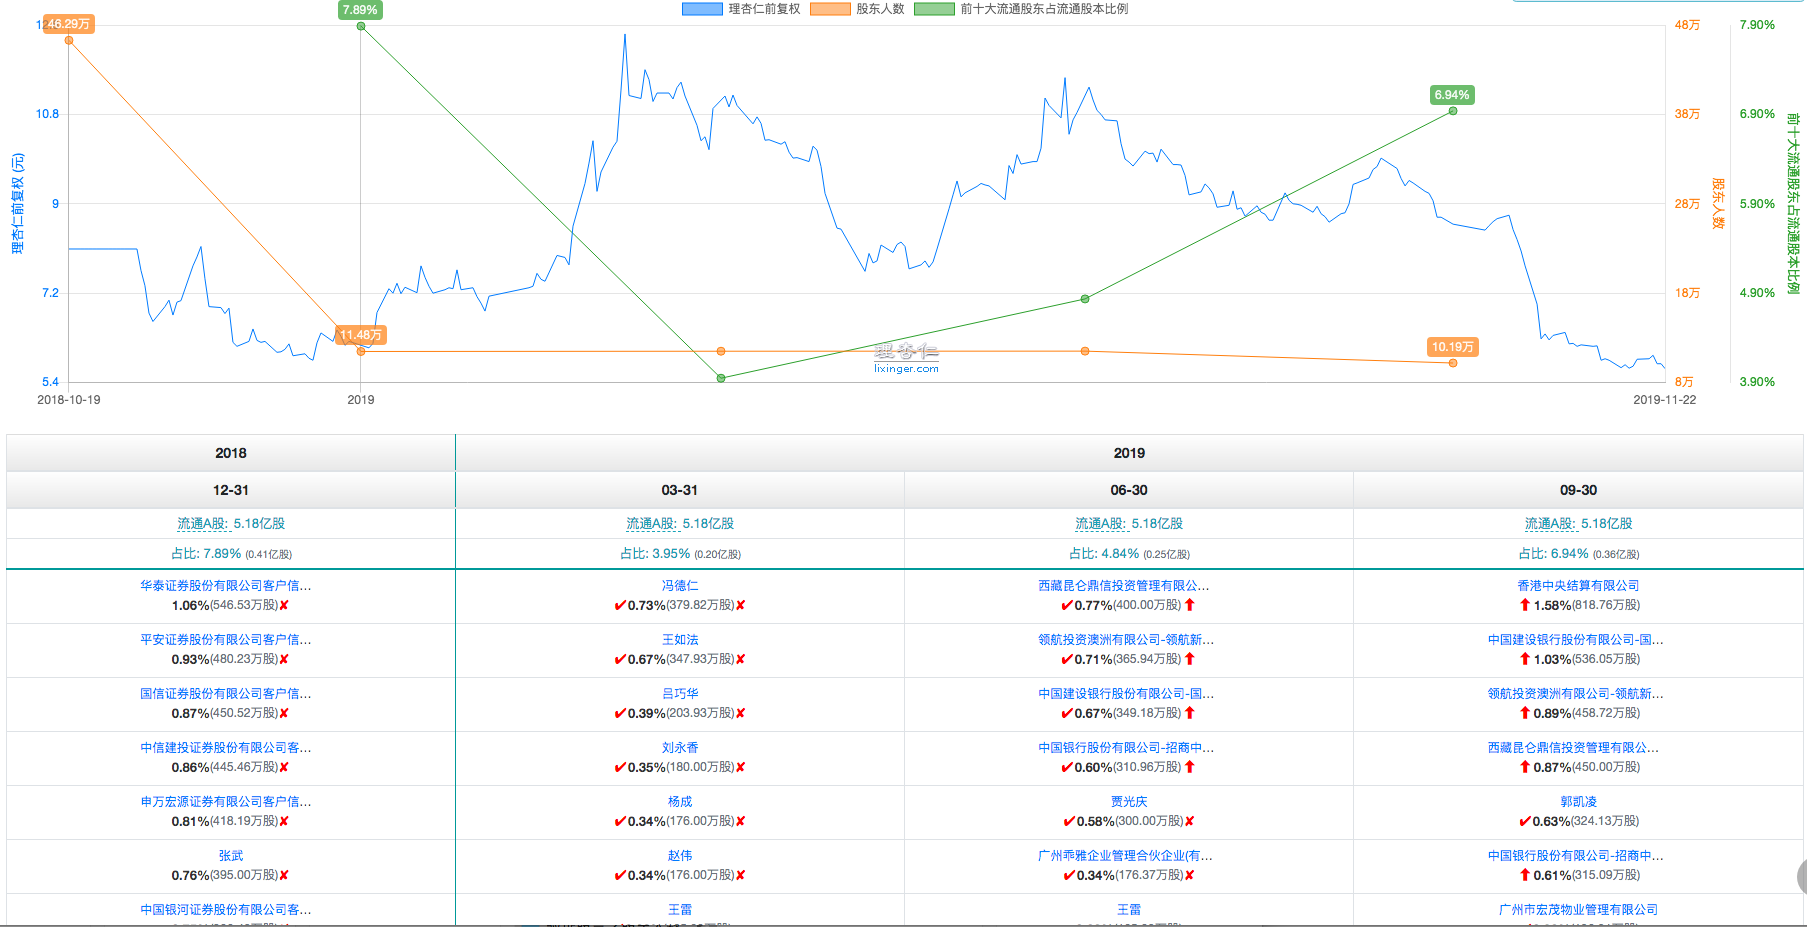 理杏仁前复权 股东人数 前十大流通股东占流通股本比例
46.29万 7.89% 6.94% 11.48万 10.19万
10.8
9
7.2
5.4
理杏仁前复权 (元)
48万
38万
28万
18万
8万
股东人数
7.90%
6.90%
5.90%
4.90%
3.90%
前十大流通股东占流通股本比例
理杏仁
lixinger.com
2018-10-19 2019 2019-11-22
2018 2019
12-31 03-31 06-30 09-30
流通A股: 5.18亿股 流通A股: 5.18亿股 流通A股: 5.18亿股 流通A股: 5.18亿股
占比: 7.89% (0.41亿股) 占比: 3.95% (0.20亿股) 占比: 4.84% (0.25亿股) 占比: 6.94% (0.36亿股)
华泰证券股份有限公司客户信... 冯德仁 西藏昆仑鼎信投资管理有限公... 香港中央结算有限公司
1.06%(546.53万股)✘ ✔0.73%(379.82万股)✘ ✔0.77%(400.00万股)⬆ ⬆1.58%(818.76万股)
平安证券股份有限公司客户信... 王如法 领航投资澳洲有限公司-领航新... 中国建设银行股份有限公司-国...
0.93%(480.23万股)✘ ✔0.67%(347.93万股)✘ ✔0.71%(365.94万股)⬆ ⬆1.03%(536.05万股)
国信证券股份有限公司客户信... 吕巧华 中国建设银行股份有限公司-国... 领航投资澳洲有限公司-领航新...
0.87%(450.52万股)✘ ✔0.39%(203.93万股)✘ ✔0.67%(349.18万股)⬆ ⬆0.89%(458.72万股)
中信建投证券股份有限公司客... 刘永香 中国银行股份有限公司-招商中... 西藏昆仑鼎信投资管理有限公...
0.86%(445.46万股)✘ ✔0.35%(180.00万股)✘ ✔0.60%(310.96万股)⬆ ⬆0.87%(450.00万股)
申万宏源证券有限公司客户信... 杨成 贾光庆 郭凯凌
0.81%(418.19万股)✘ ✔0.34%(176.00万股)✘ ✔0.58%(300.00万股)✘ ✔0.63%(324.13万股)
张武 赵伟 广州乖雅企业管理合伙企业(有... 中国银行股份有限公司-招商中...
0.76%(395.00万股)✘ ✔0.34%(176.00万股)✘ ✔0.34%(176.37万股)✘ ⬆0.61%(315.09万股)
中国银河证券股份有限公司客... 王雷 王雷 广州市宏茂物业管理有限公司